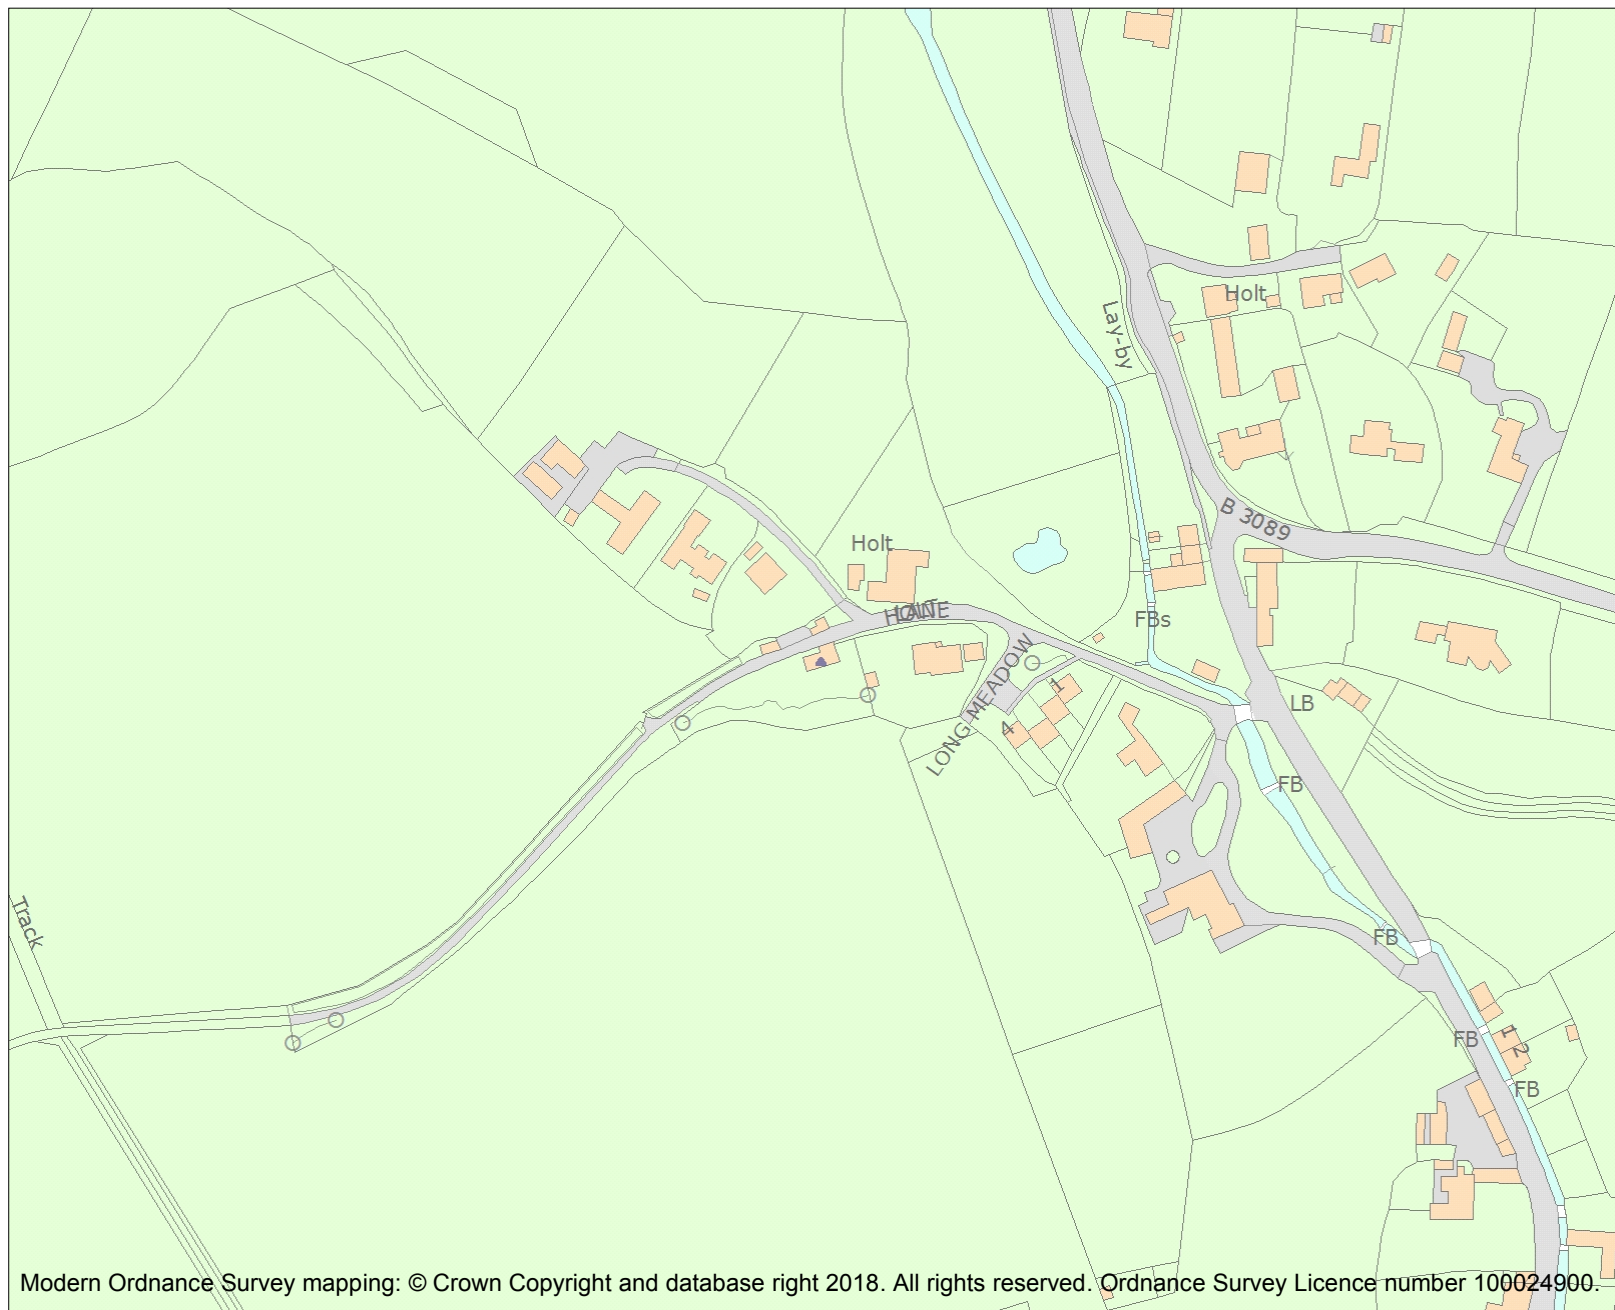 Holt
Lay-by
B 3089
Holt
HOLT LANE
FBs
LONG MEADOW
1
4
LB
FB
Track
FB
FB
1
2
FB
Modern Ordnance Survey mapping: © Crown Copyright and database right 2018. All rights reserved. Ordnance Survey Licence number 100024900.